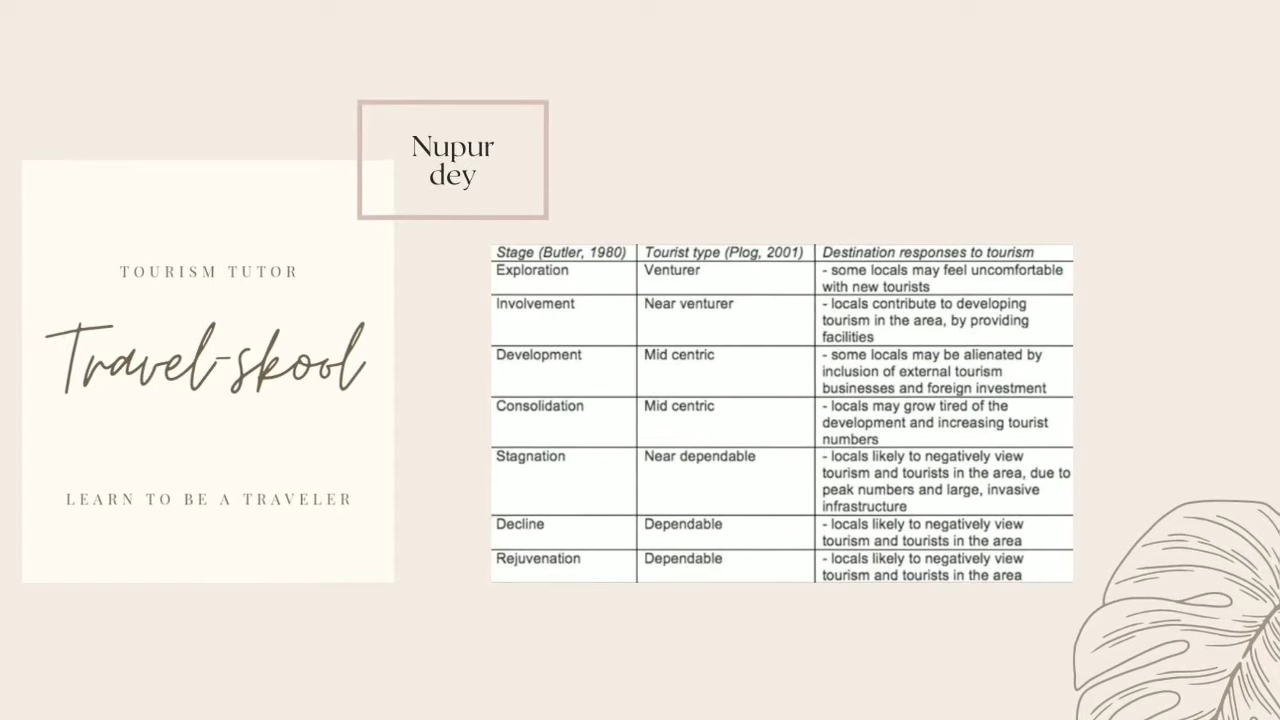 Nupur
dey
TOURISM TUTOR
Travel-skool
LEARN TO BE A TRAVELER
Stage (Butler, 1980) Tourist type (Plog, 2001) Destination responses to tourism
Exploration Venturer - some locals may feel uncomfortable
with new tourists
Involvement Near venturer - locals contribute to developing
tourism in the area, by providing
facilities
Development Mid centric - some locals may be alienated by
inclusion of external tourism
businesses and foreign investment
Consolidation Mid centric - locals may grow tired of the
development and increasing tourist
numbers
Stagnation Near dependable - locals likely to negatively view
tourism and tourists in the area, due to
peak numbers and large, invasive
infrastructure
Decline Dependable - locals likely to negatively view
tourism and tourists in the area
Rejuvenation Dependable - locals likely to negatively view
tourism and tourists in the area